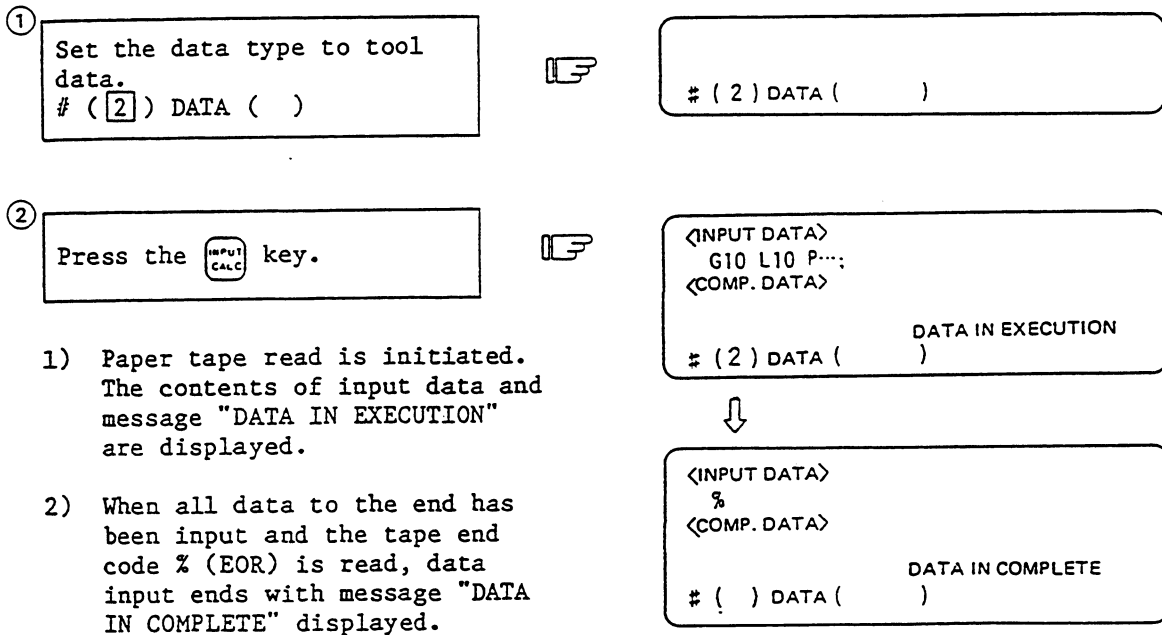 ①
Set the data type to tool
data.
# ( 2 ) DATA (  )
# ( 2 ) DATA (      )
②
Press the INPUT CALC key.
<INPUT DATA>
G10 L10 P…;
<COMP. DATA>
DATA IN EXECUTION
# ( 2 ) DATA (      )
1) Paper tape read is initiated.
The contents of input data and
message "DATA IN EXECUTION"
are displayed.
<INPUT DATA>
%
<COMP. DATA>
DATA IN COMPLETE
# (  ) DATA (      )
2) When all data to the end has
been input and the tape end
code % (EOR) is read, data
input ends with message "DATA
IN COMPLETE" displayed.